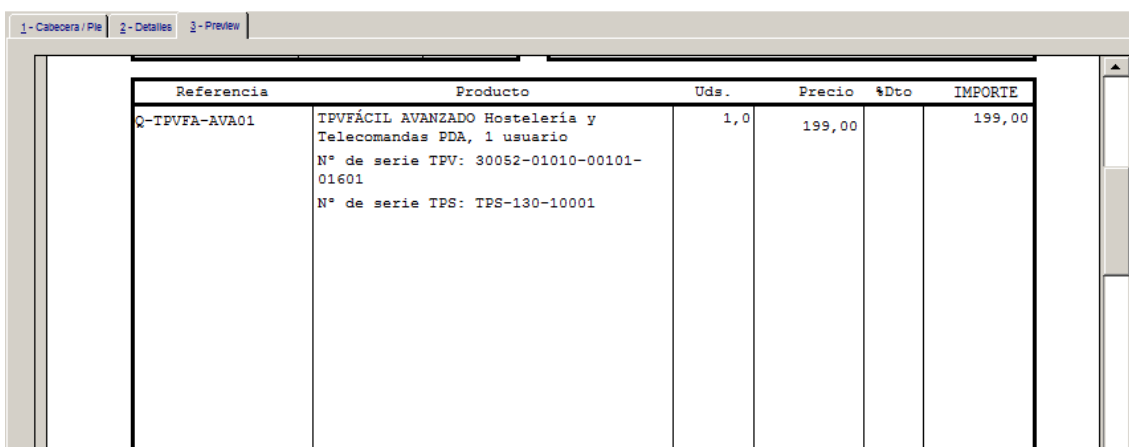 1 - Cabecera / Pie 2 - Detalles 3 - Preview
Referencia Producto Uds. Precio %Dto IMPORTE
Q-TPVFA-AVA01 TPVFÁCIL AVANZADO Hostelería y 1,0 199,00 199,00
Telecomandas PDA, 1 usuario
Nº de serie TPV: 30052-01010-00101-
01601
Nº de serie TPS: TPS-130-10001